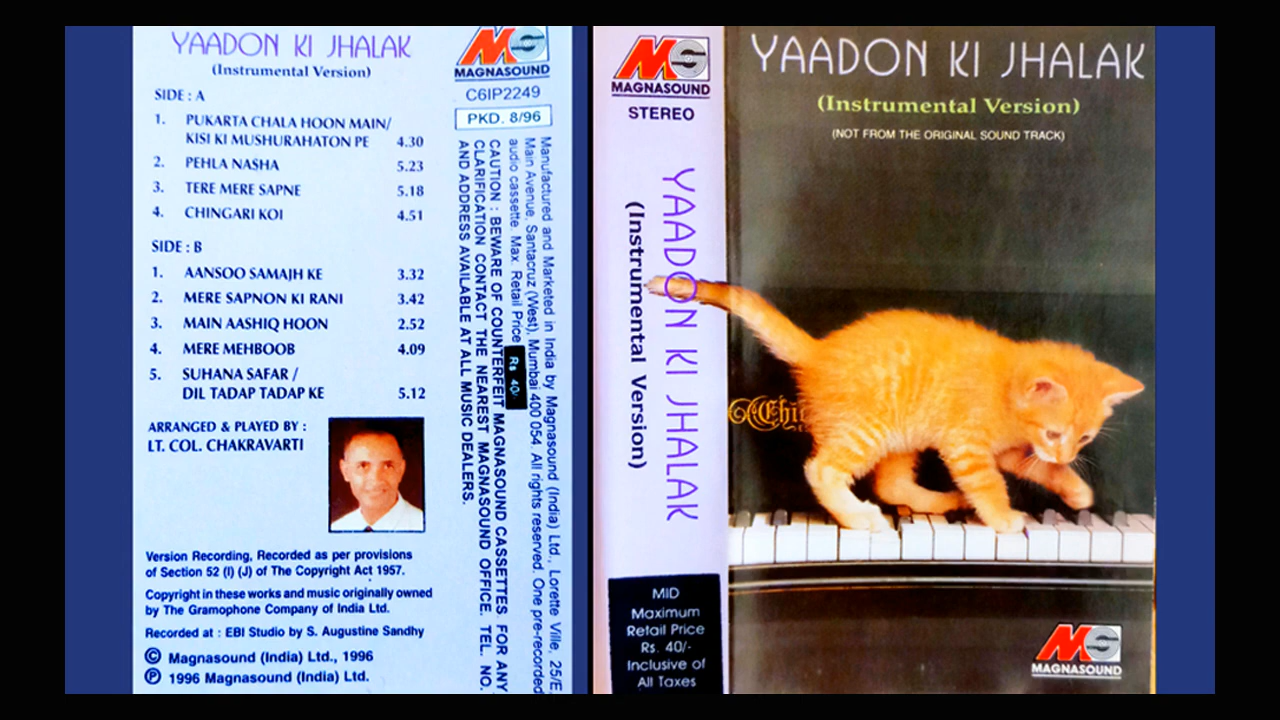 YAADON KI JHALAK
(Instrumental Version)
SIDE : A
1. PUKARTA CHALA HOON MAIN/
KISI KI MUSHURAHATON PE 4.30
2. PEHLA NASHA 5.23
3. TERE MERE SAPNE 5.18
4. CHINGARI KOI 4.51
SIDE : B
1. AANSOO SAMAJH KE 3.32
2. MERE SAPNON KI RANI 3.42
3. MAIN AASHIQ HOON 2.52
4. MERE MEHBOOB 4.09
5. SUHANA SAFAR /
DIL TADAP TADAP KE 5.12
ARRANGED & PLAYED BY :
LT. COL. CHAKRAVARTI
Version Recording, Recorded as per provisions
of Section 52 (I) (J) of The Copyright Act 1957.
Copyright in these works and music originally owned
by The Gramophone Company of India Ltd.
Recorded at : EBI Studio by S. Augustine Sandhy
© Magnasound (India) Ltd., 1996
℗ 1996 Magnasound (India) Ltd.
MS
MAGNASOUND
C6IP2249
PKD. 8/96
Manufactured and Marketed in India by Magnasound (India) Ltd., Lorette Ville, 25/E,
Main Avenue, Santacruz (West), Mumbai 400 054. All rights reserved. One pre-recorded
audio cassette. Max. Retail Price Rs. 40/-
CAUTION : BEWARE OF COUNTERFEIT MAGNASOUND CASSETTES. FOR ANY
CLARIFICATION CONTACT THE NEAREST MAGNASOUND OFFICE. TEL. NO.
AND ADDRESS AVAILABLE AT ALL MUSIC DEALERS.
MS
MAGNASOUND
STEREO
YAADON KI JHALAK
(Instrumental Version)
MID
Maximum
Retail Price
Rs. 40/-
Inclusive of
All Taxes
YAADON KI JHALAK
(Instrumental Version)
(NOT FROM THE ORIGINAL SOUND TRACK)
MS
MAGNASOUND